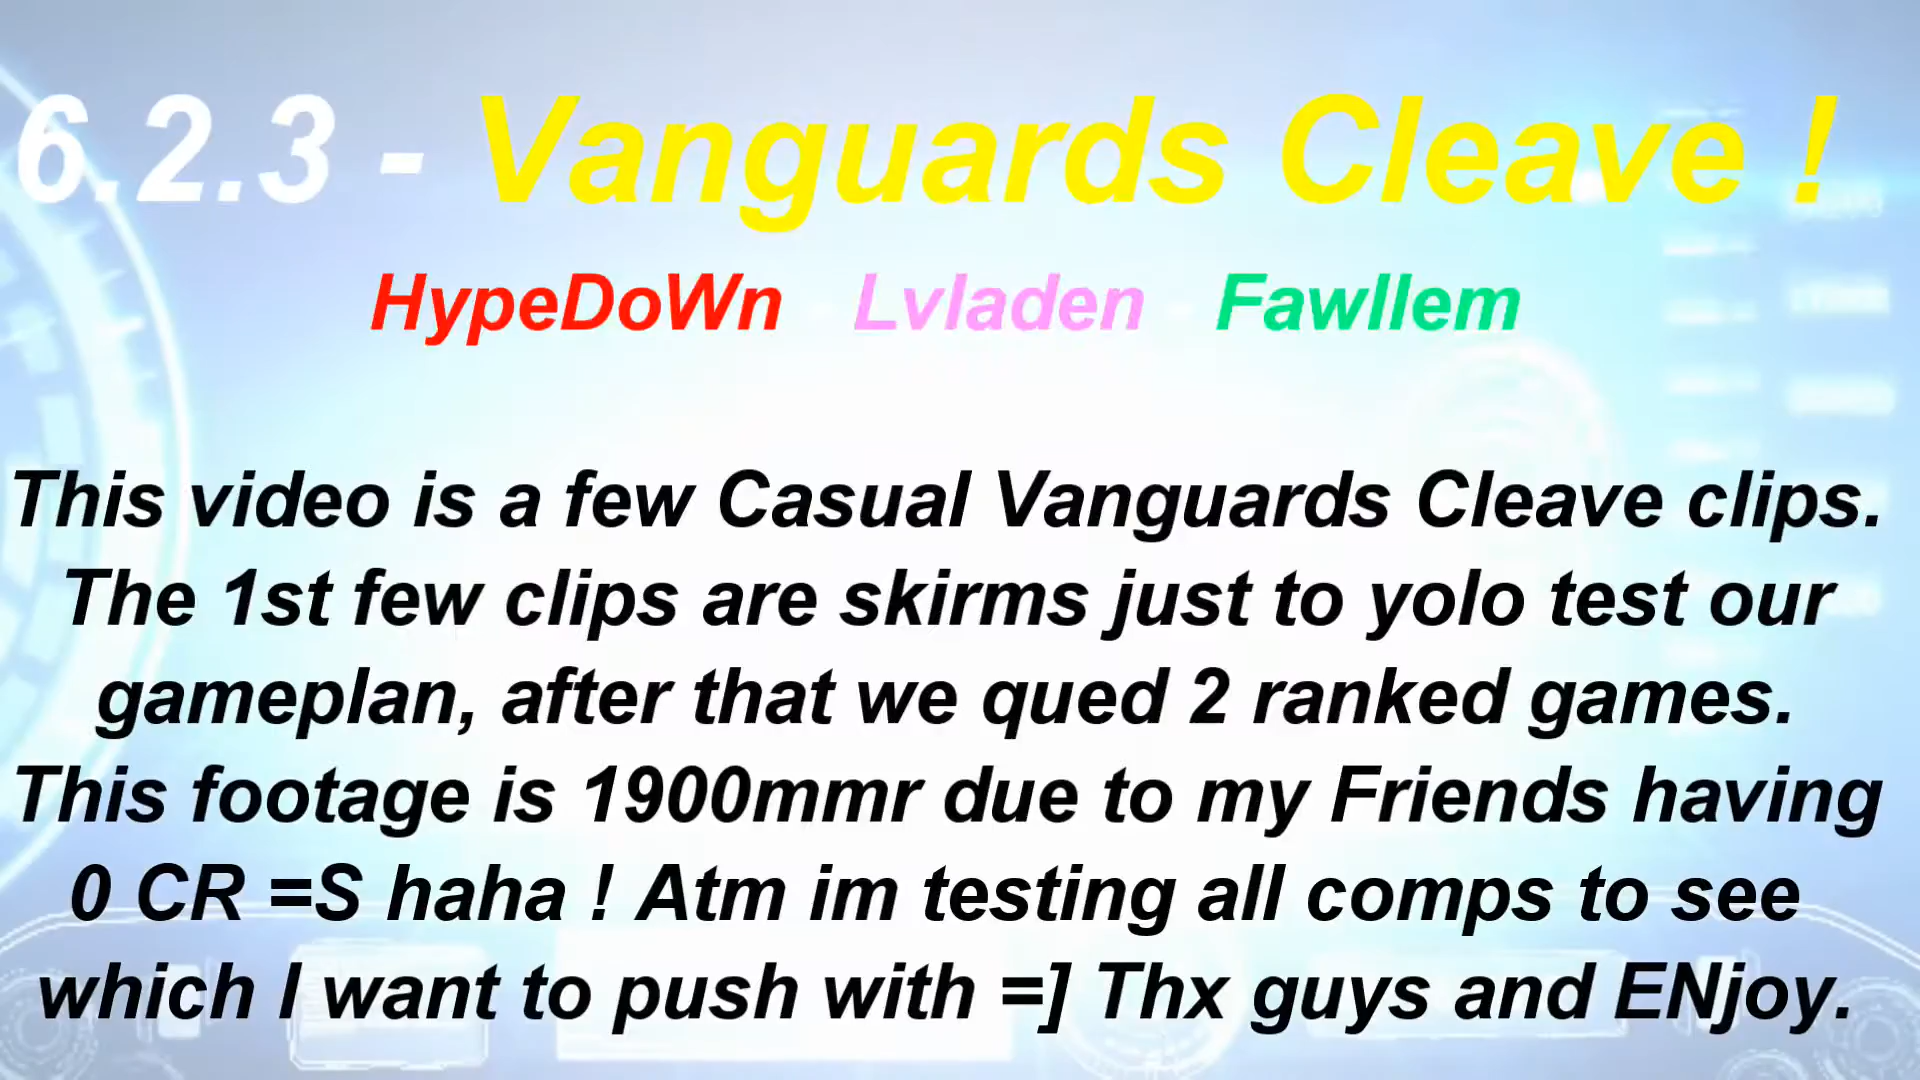 6.2.3 - Vanguards Cleave !
HypeDoWn - Lvladen - Fawllem
This video is a few Casual Vanguards Cleave clips.
The 1st few clips are skirms just to yolo test our
gameplan, after that we qued 2 ranked games.
This footage is 1900mmr due to my Friends having
0 CR =S haha ! Atm im testing all comps to see
which I want to push with =] Thx guys and ENjoy.